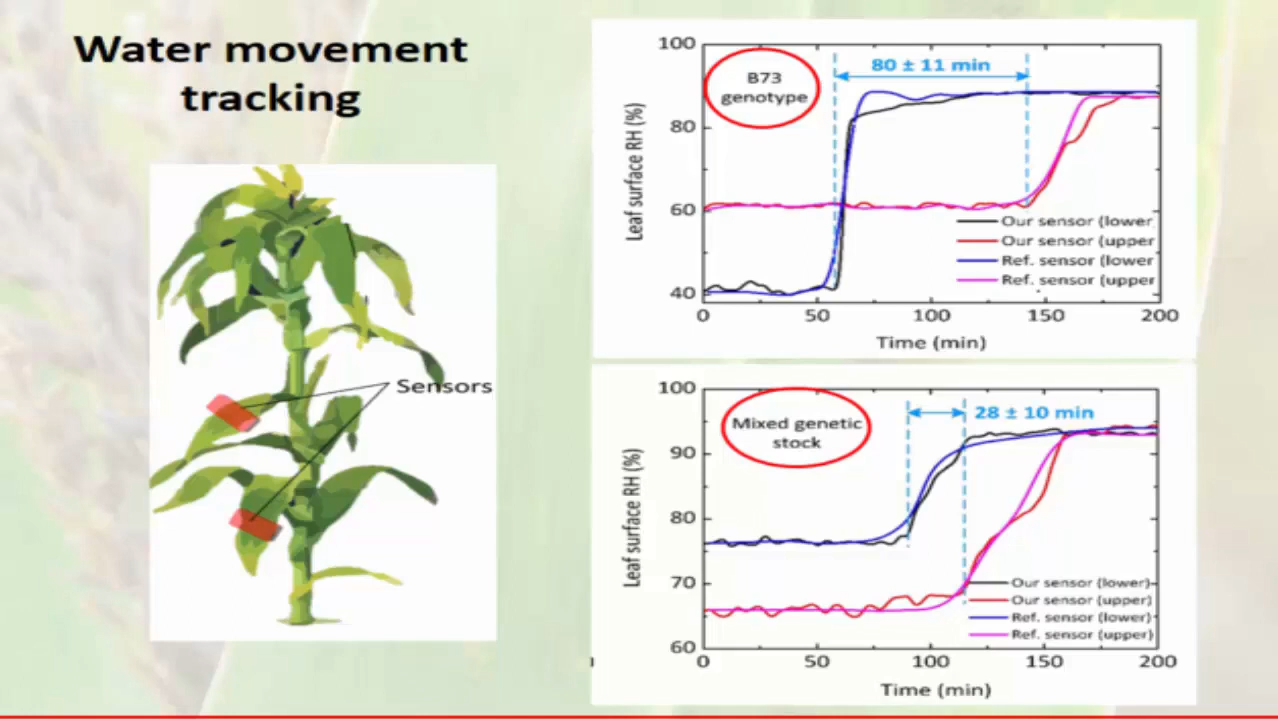 Water movement
tracking
Sensors
100
80
60
40
0
50
100
150
200
Leaf surface RH (%)
Time (min)
B73
genotype
80 ± 11 min
Our sensor (lower
Our sensor (upper
Ref. sensor (lower
Ref. sensor (upper
100
90
80
70
60
0
50
100
150
200
Leaf surface RH (%)
Time (min)
Mixed genetic
stock
28 ± 10 min
Our sensor (lower)
Our sensor (upper)
Ref. sensor (lower)
Ref. sensor (upper)